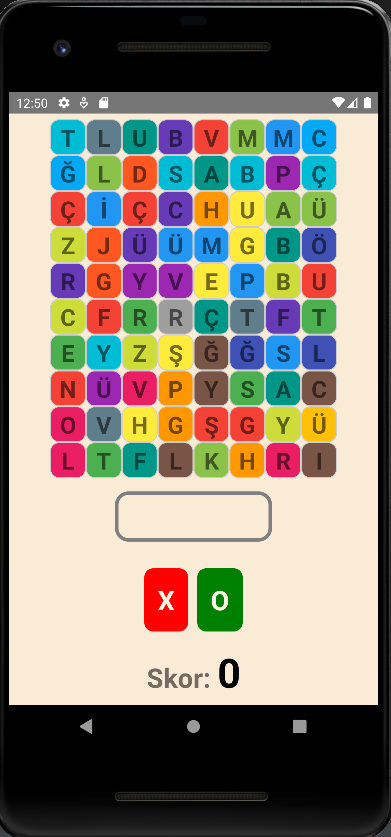 12:50
T L U B V M M C
Ğ L D S A B P Ç
Ç İ Ç C H U A Ü
Z J Ü Ü M G B Ö
R G Y V E P B U
C F R R Ç T F T
E Y Z Ş Ğ Ğ S L
N Ü V P Y S A C
O V H G Ş G Y Ü
L T F L K H R I
X O
Skor: 0